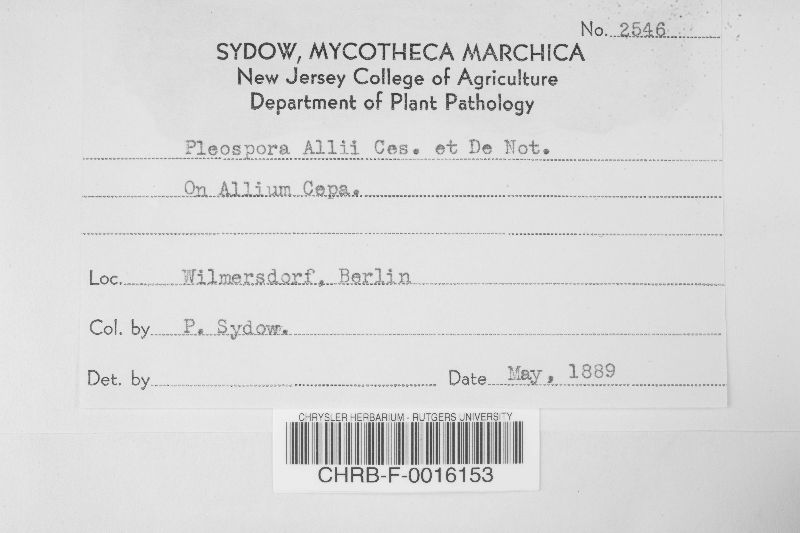 No. 2546
SYDOW, MYCOTHECA MARCHICA
New Jersey College of Agriculture
Department of Plant Pathology
Pleospora Allii Ces. et De Not.
On Allium Cepa.
Loc. Wilmersdorf, Berlin
Col. by P. Sydow.
Det. by Date May, 1889
CHRYSLER HERBARIUM - RUTGERS UNIVERSITY
CHRB-F-0016153